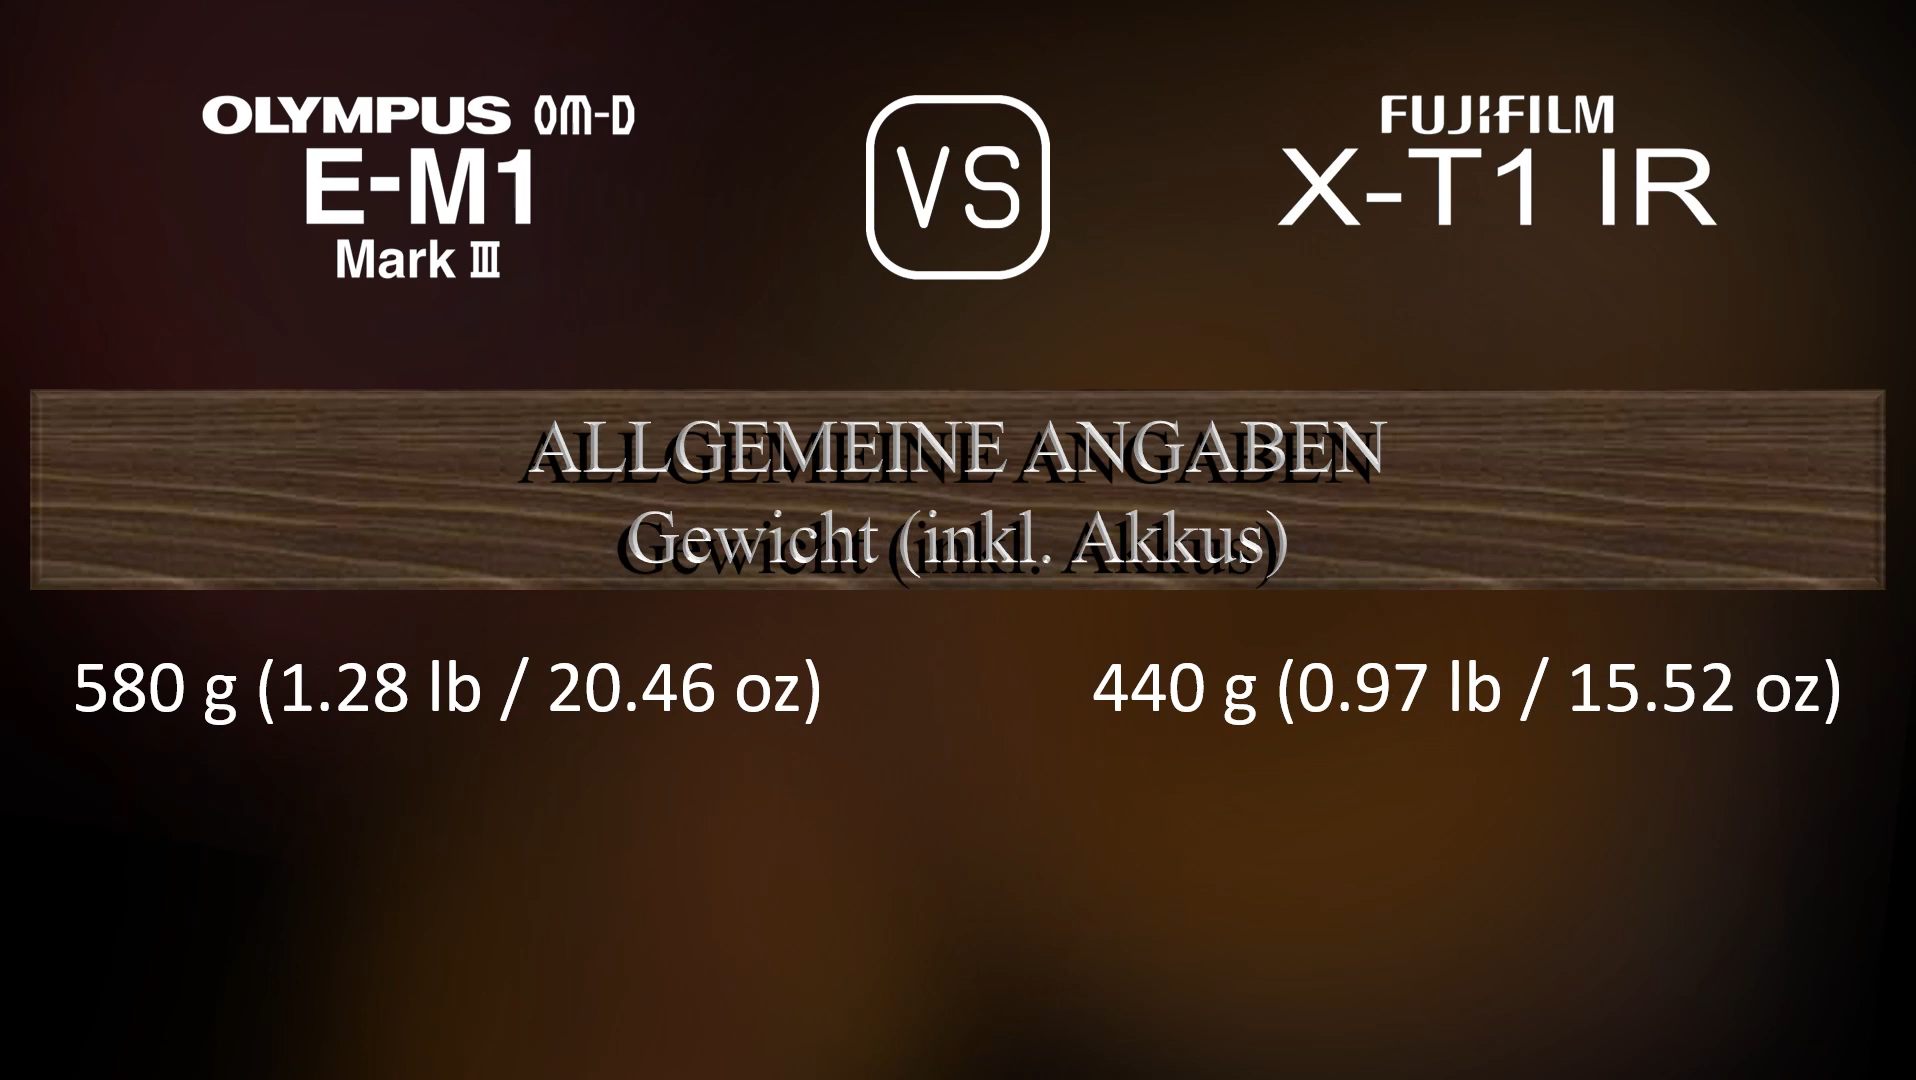 OLYMPUS OM-D
E-M1
Mark III
VS
FUJIFILM
X-T1 IR
ALLGEMEINE ANGABEN
Gewicht (inkl. Akkus)
580 g (1.28 lb / 20.46 oz)
440 g (0.97 lb / 15.52 oz)